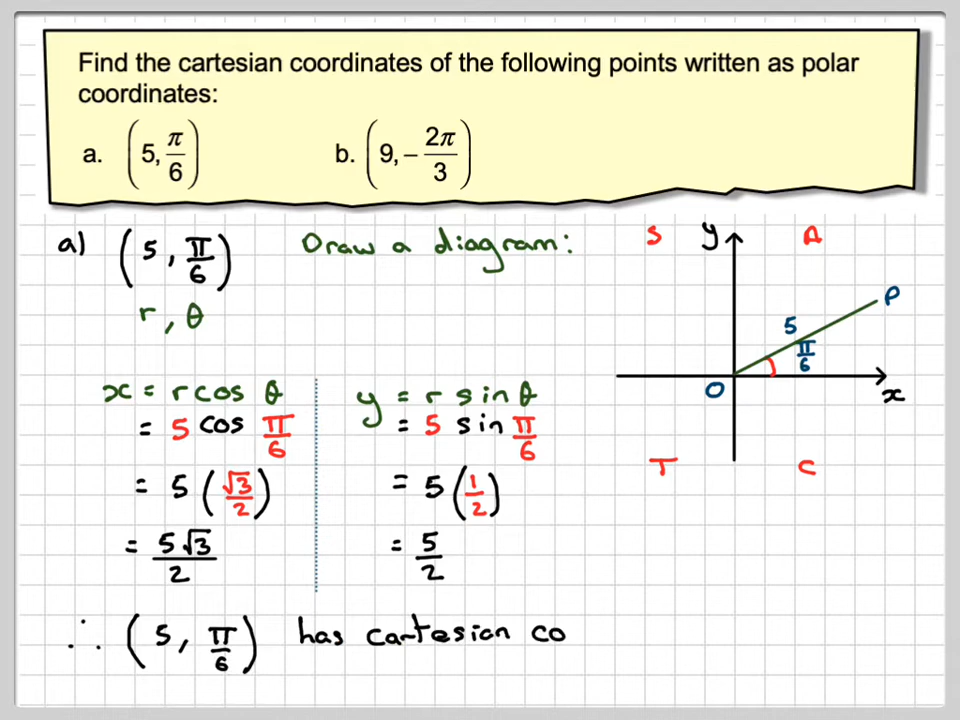 Find the cartesian coordinates of the following points written as polar
coordinates:
a. (5, π/6) b. (9, −2π/3)
a) (5, π/6) Draw a diagram:
r, θ
S y A
5 P
π/6
O x
T C
x = r cos θ
= 5 cos π/6
= 5 (√3/2)
= 5√3/2
y = r sin θ
= 5 sin π/6
= 5 (1/2)
= 5/2
∴ (5, π/6) has cartesian co